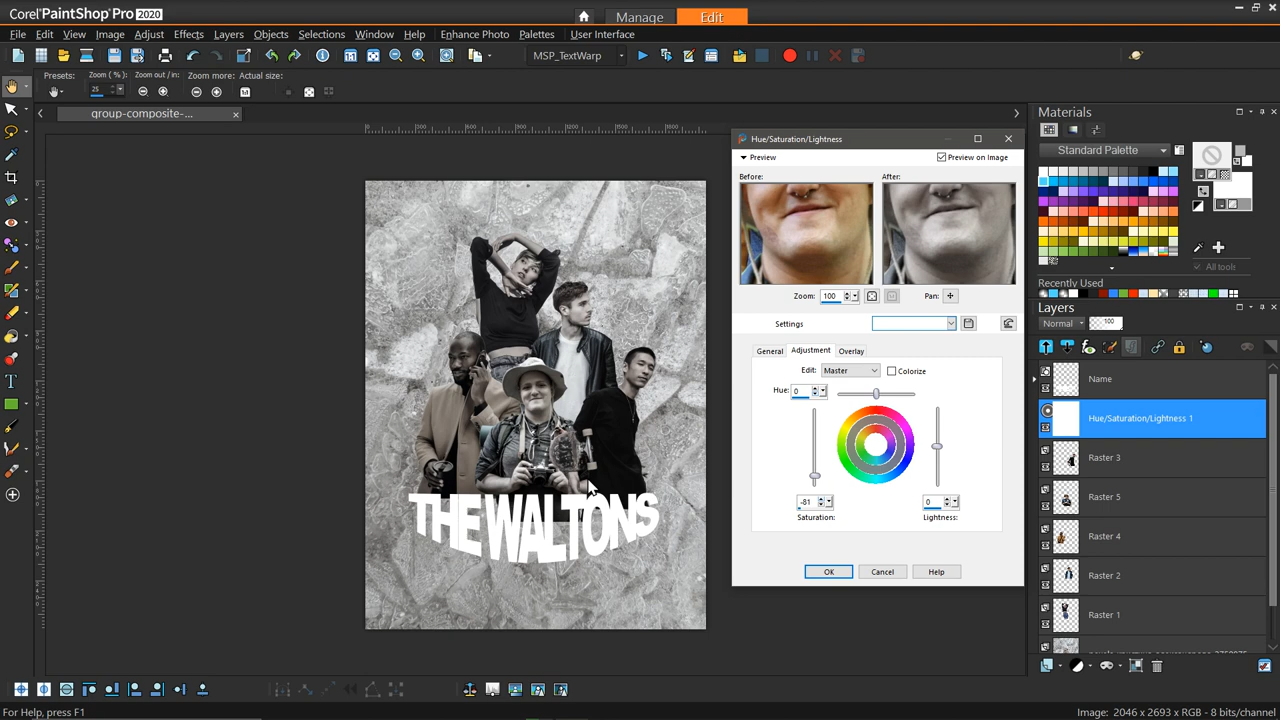 Corel®PaintShop®Pro 2020
Manage
Edit
File Edit View Image Adjust Effects Layers Objects Selections Window Help Enhance Photo Palettes User Interface
MSP_TextWarp
Presets: Zoom ( % ): Zoom out / in: Zoom more: Actual size:
25
group-composite-...
Materials
Standard Palette
All tools
Recently Used
Hue/Saturation/Lightness
Preview
Preview on Image
Before: After:
Zoom: 100 Pan:
Settings
General Adjustment Overlay
Edit: Master Colorize
Hue: 0
-81 0
Saturation: Lightness:
OK Cancel Help
THE WALTONS
Layers
Normal 100
Name
Hue/Saturation/Lightness 1
Raster 3
Raster 5
Raster 4
Raster 2
Raster 1
For Help, press F1
Image: 2046 x 2693 x RGB - 8 bits/channel